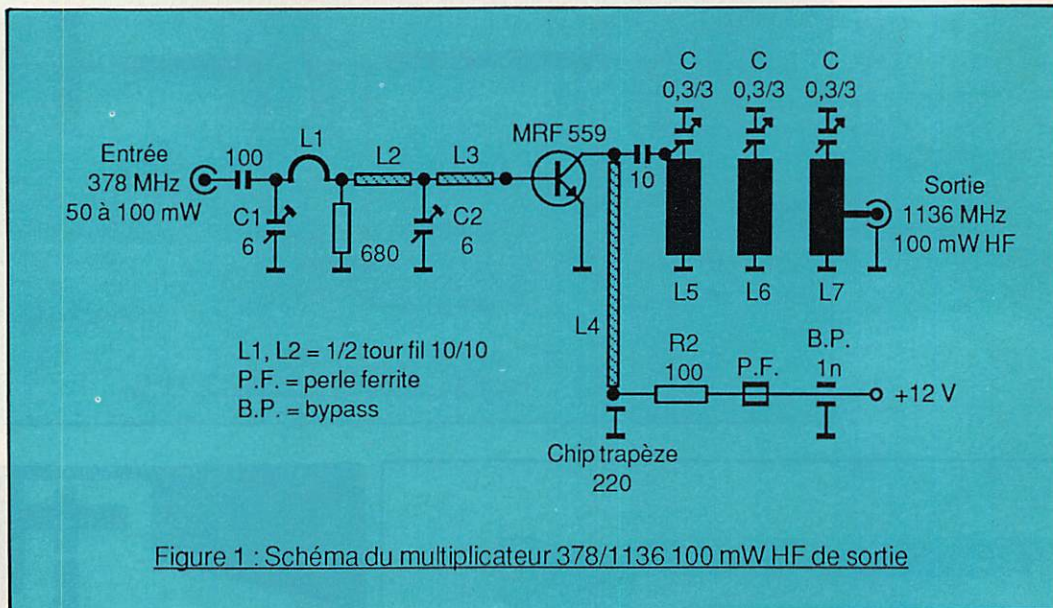 Entrée
378 MHz
50 à 100 mW
100
C1
6
L1
680
L2
C2
6
L3
MRF 559
10
C
0,3/3
C
0,3/3
C
0,3/3
L5
L6
L7
Sortie
1136 MHz
100 mW HF
L4
R2
100
P.F.
B.P.
1n
+12 V
Chip trapèze
220
L1, L2 = 1/2 tour fil 10/10
P.F. = perle ferrite
B.P. = bypass
Figure 1 : Schéma du multiplicateur 378/1136 100 mW HF de sortie